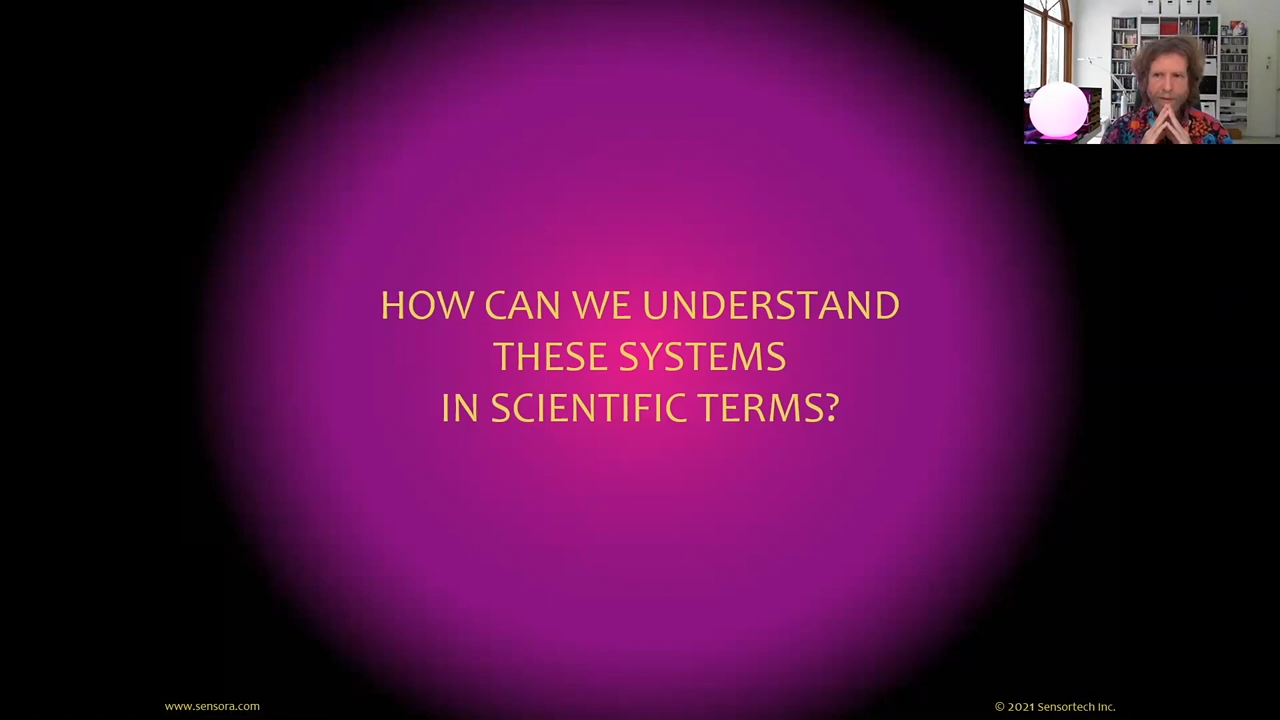 HOW CAN WE UNDERSTAND
THESE SYSTEMS
IN SCIENTIFIC TERMS?
www.sensora.com
© 2021 Sensortech Inc.